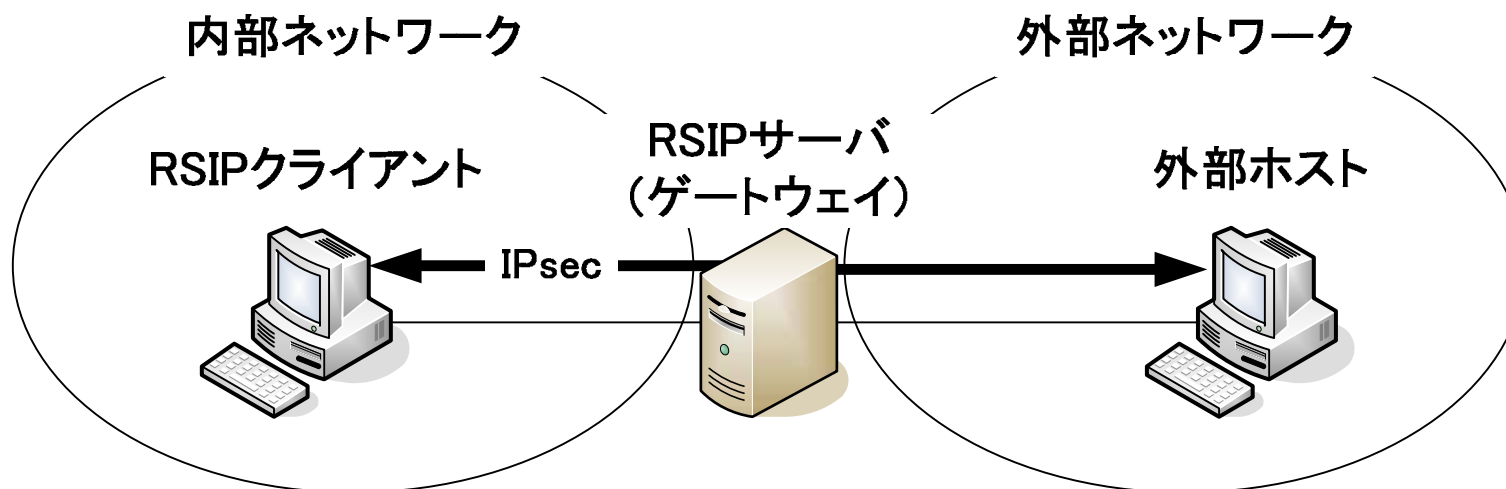 内部ネットワーク
外部ネットワーク
RSIPクライアント
RSIPサーバ
(ゲートウェイ)
外部ホスト
IPsec